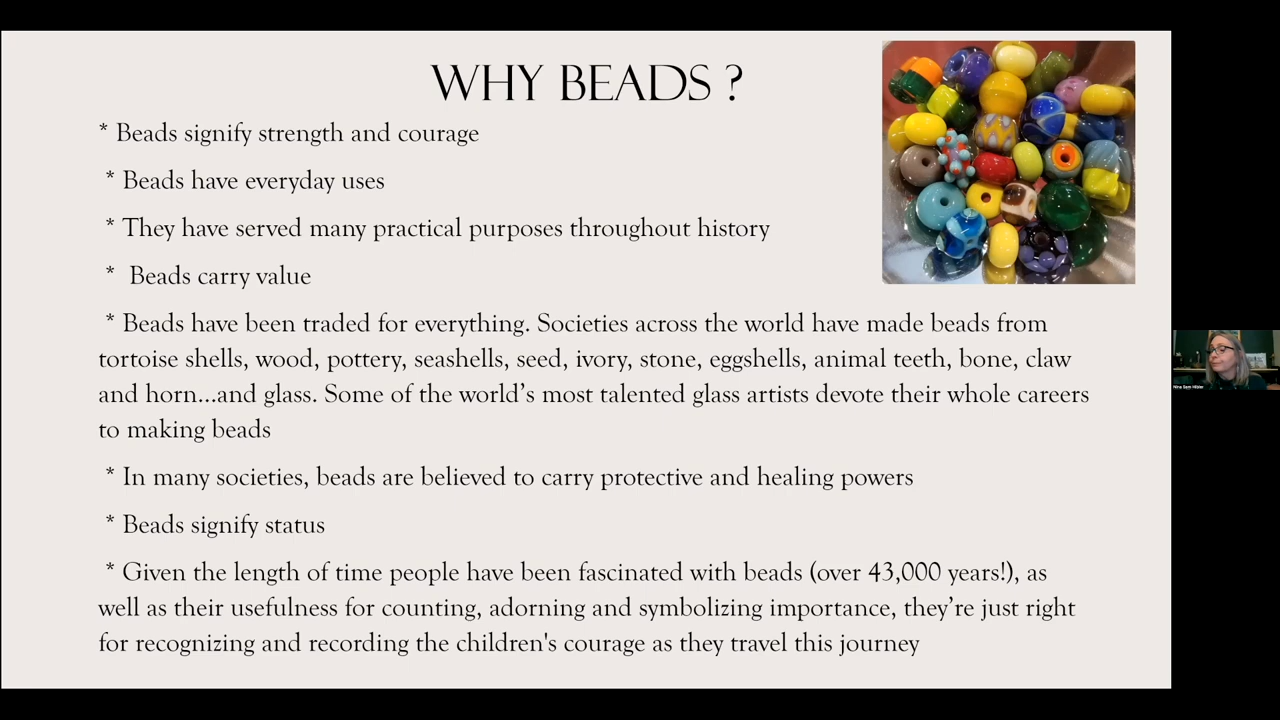 WHY BEADS ?
* Beads signify strength and courage
* Beads have everyday uses
* They have served many practical purposes throughout history
* Beads carry value
* Beads have been traded for everything. Societies across the world have made beads from
tortoise shells, wood, pottery, seashells, seed, ivory, stone, eggshells, animal teeth, bone, claw
and horn...and glass. Some of the world’s most talented glass artists devote their whole careers
to making beads
* In many societies, beads are believed to carry protective and healing powers
* Beads signify status
* Given the length of time people have been fascinated with beads (over 43,000 years!), as
well as their usefulness for counting, adorning and symbolizing importance, they’re just right
for recognizing and recording the children's courage as they travel this journey